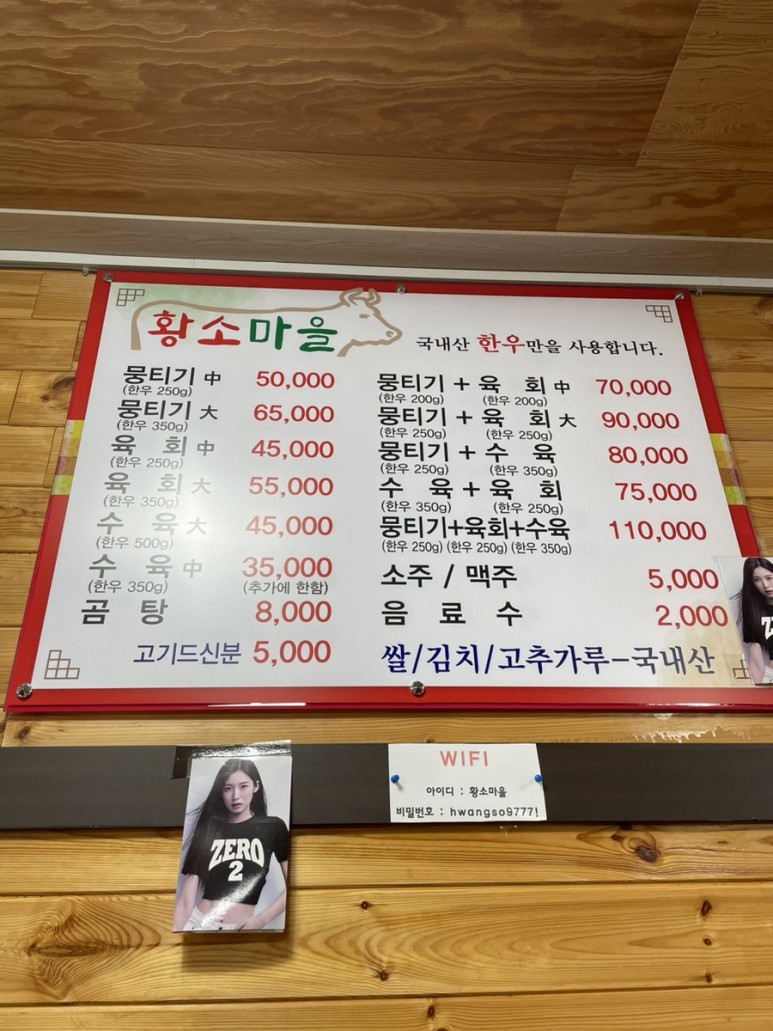 황소마을
국내산 한우만을 사용합니다.
뭉티기 中 50,000
(한우 250g)
뭉티기 大 65,000
(한우 350g)
육 회 中 45,000
(한우 250g)
육 회 大 55,000
(한우 350g)
수 육 大 45,000
(한우 500g)
수 육 中 35,000
(한우 350g) (추가에 한함)
곰 탕 8,000
고기드신분 5,000
뭉티기 + 육 회 中 70,000
(한우 200g) (한우 200g)
뭉티기 + 육 회 大 90,000
(한우 250g) (한우 250g)
뭉티기 + 수 육 80,000
(한우 250g) (한우 350g)
수 육 + 육 회 75,000
(한우 350g) (한우 250g)
뭉티기+육회+수육 110,000
(한우 250g) (한우 250g) (한우 350g)
소주 / 맥주 5,000
음 료 수 2,000
쌀/김치/고추가루-국내산
WIFI
아이디 : 황소마을
비밀번호 : hwangso9777!
ZERO
2